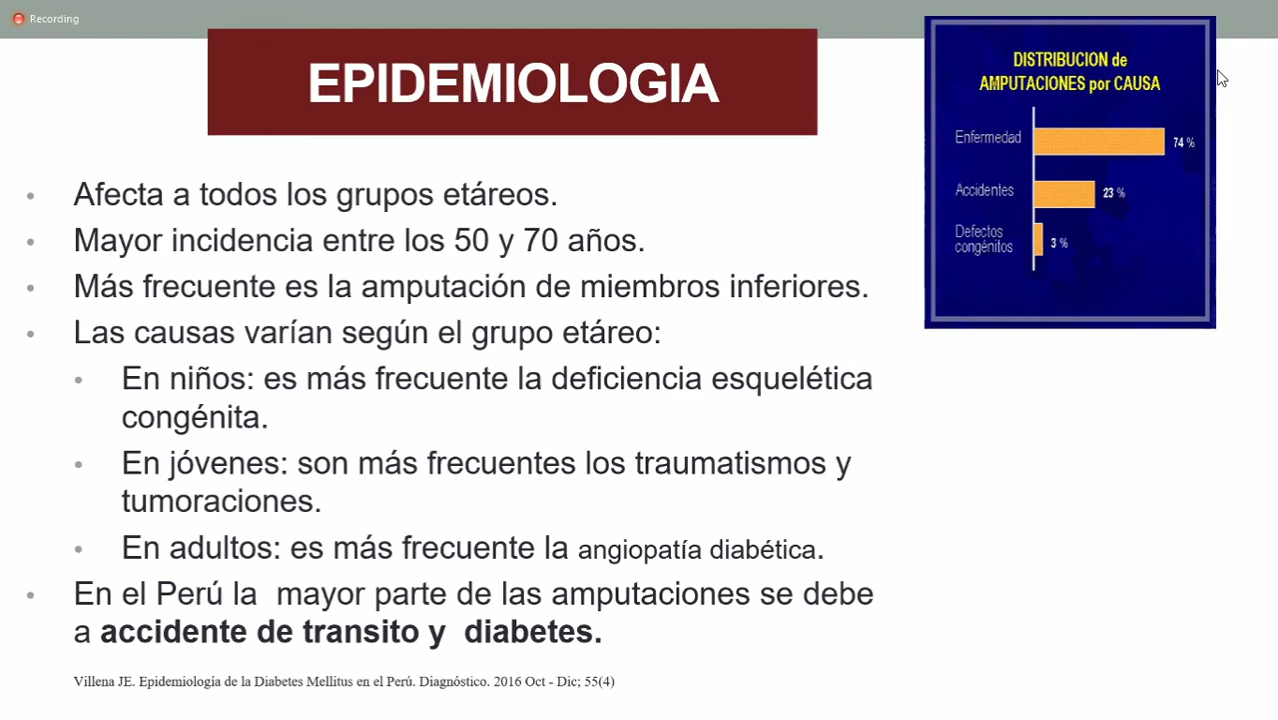 Recording
EPIDEMIOLOGIA
• Afecta a todos los grupos etáreos.
• Mayor incidencia entre los 50 y 70 años.
• Más frecuente es la amputación de miembros inferiores.
• Las causas varían según el grupo etáreo:
• En niños: es más frecuente la deficiencia esquelética
congénita.
• En jóvenes: son más frecuentes los traumatismos y
tumoraciones.
• En adultos: es más frecuente la angiopatía diabética.
• En el Perú la  mayor parte de las amputaciones se debe
a accidente de transito y  diabetes.
Villena JE. Epidemiología de la Diabetes Mellitus en el Perú. Diagnóstico. 2016 Oct - Dic; 55(4)
DISTRIBUCION de
AMPUTACIONES por CAUSA
Enfermedad 74 %
Accidentes 23 %
Defectos
congénitos 3 %